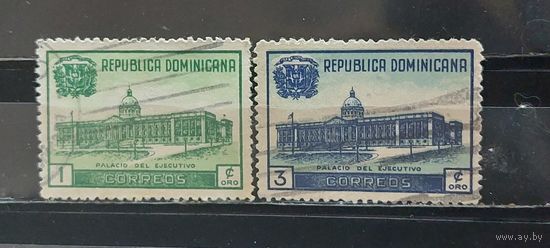 REPUBLICA DOMINICANA
PALACIO DEL EJECUTIVO
1 CORREOS ¢ ORO
REPUBLICA DOMINICANA
PALACIO DEL EJECUTIVO
3 CORREOS ¢ ORO
www.ay.by